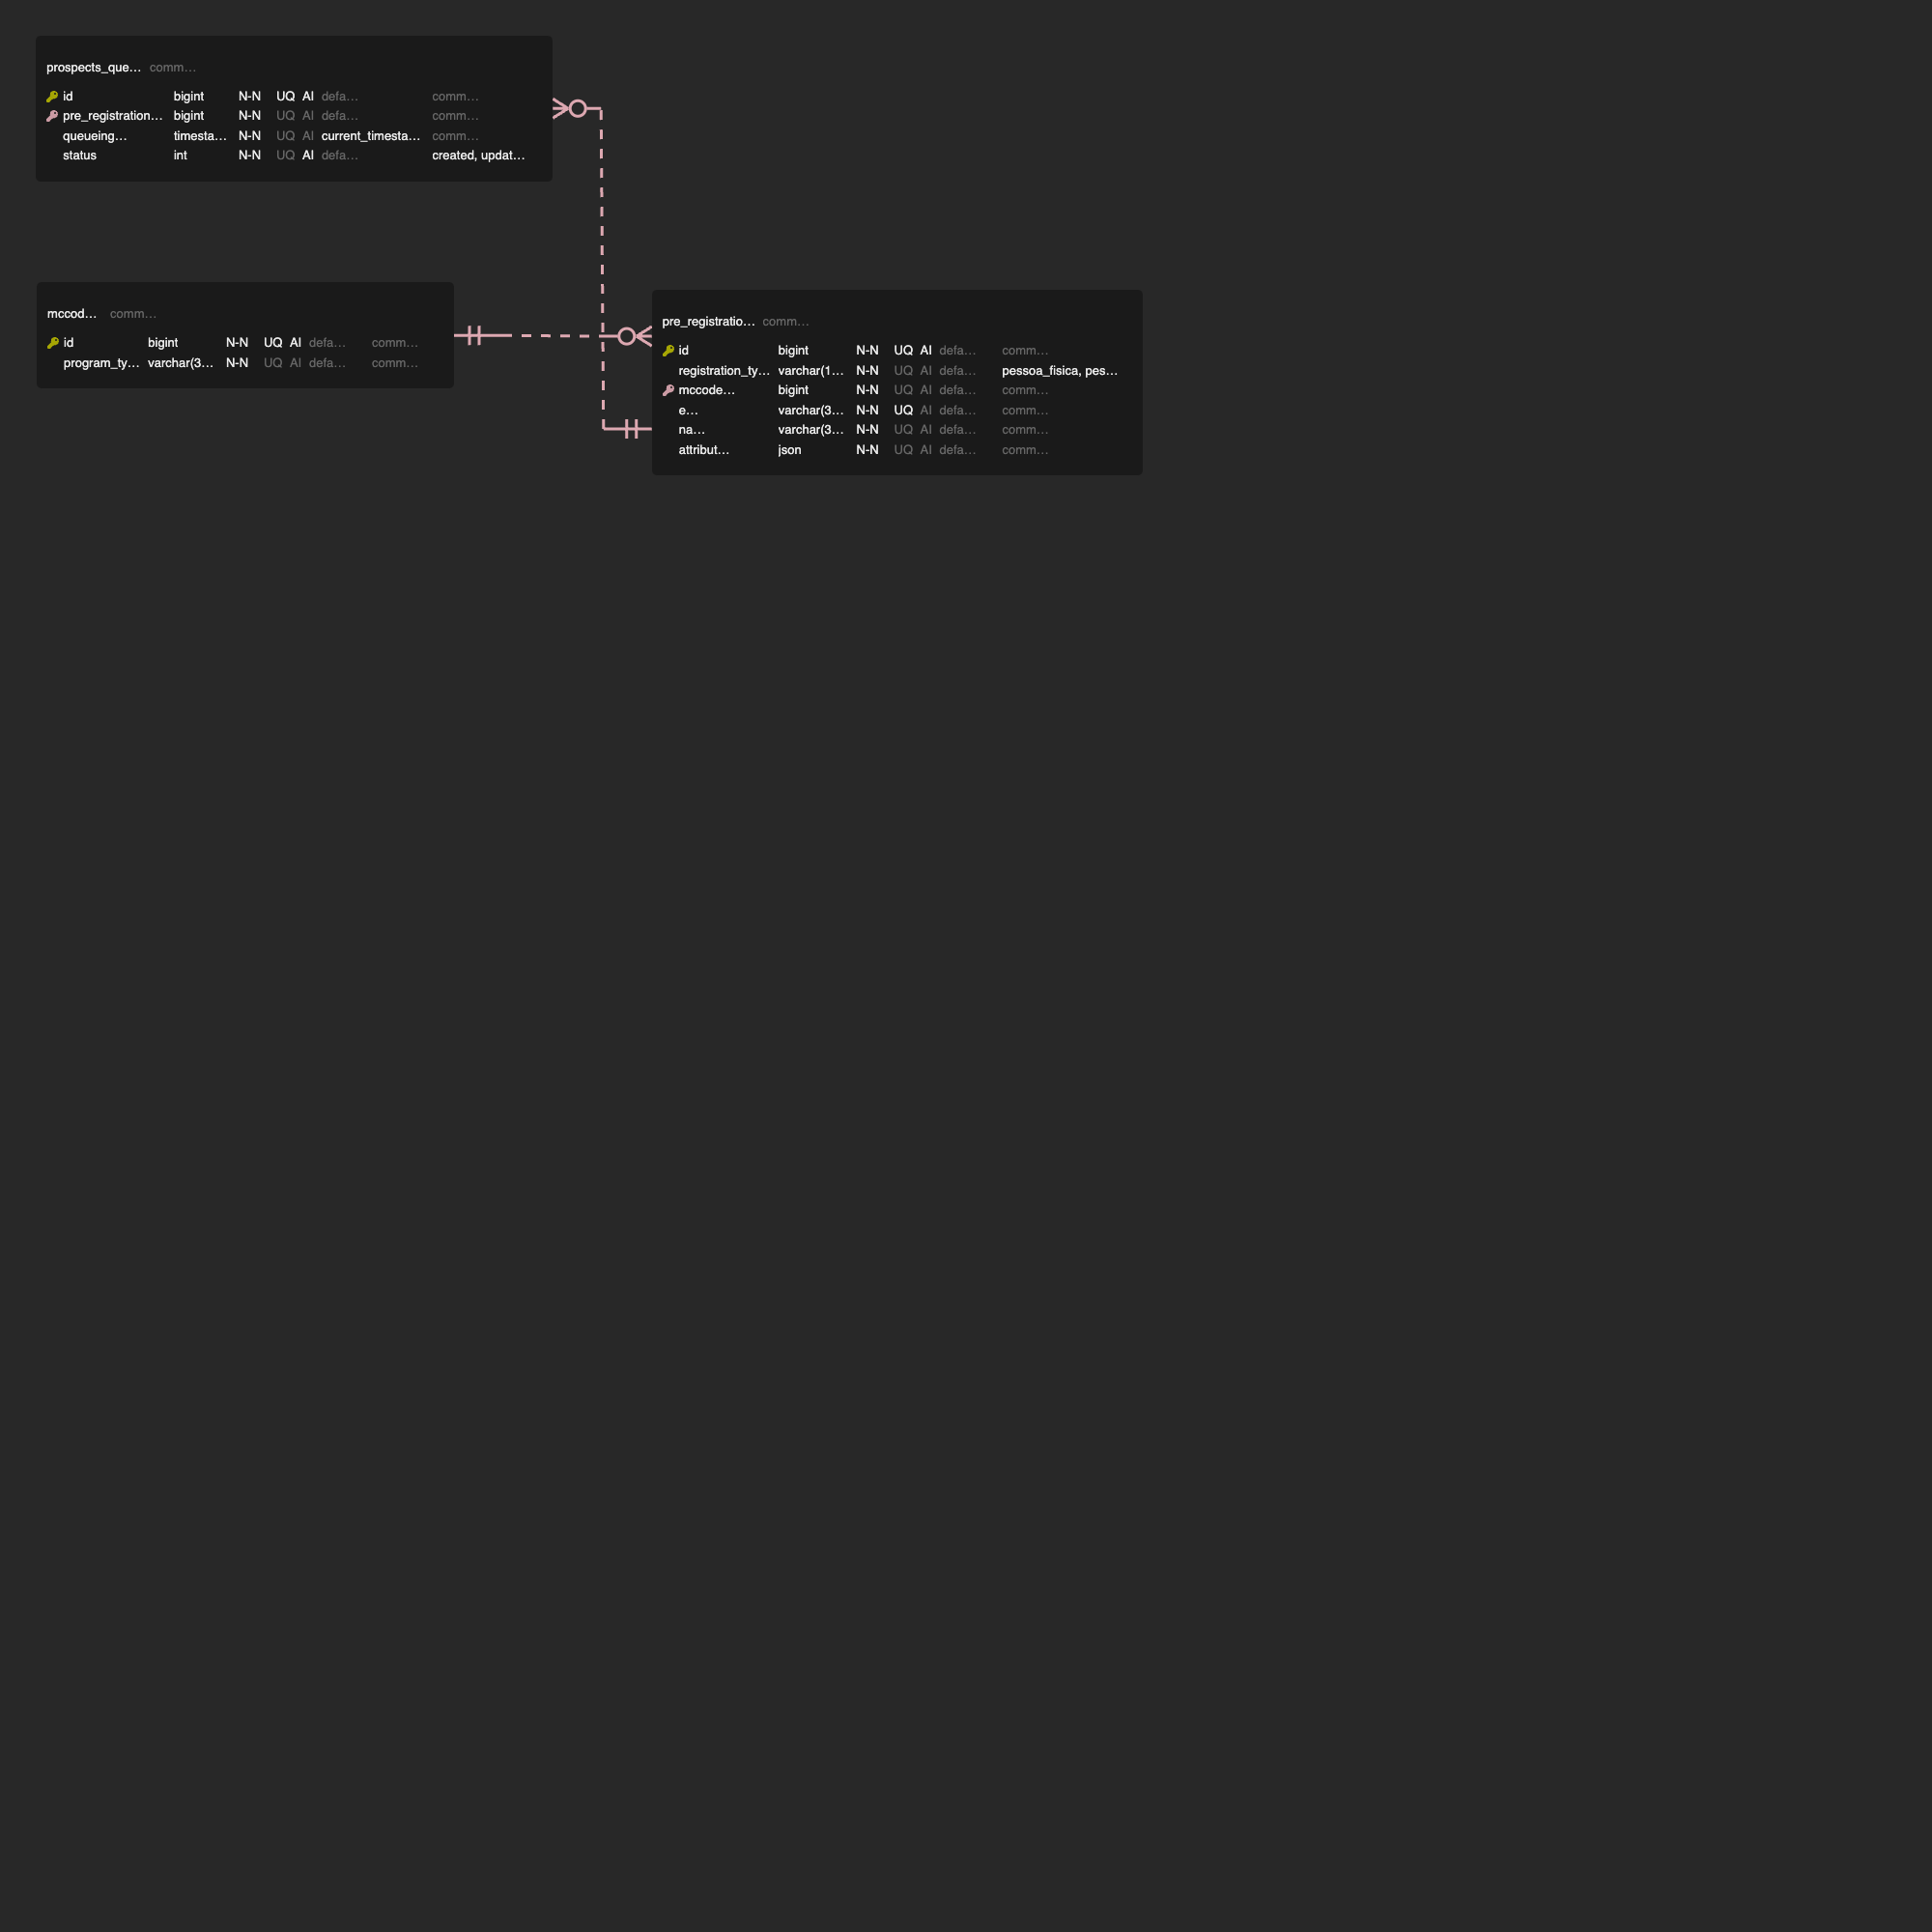 prospects_que… comm…
id bigint N-N UQ AI defa… comm…
pre_registration… bigint N-N UQ AI defa… comm…
queueing… timesta… N-N UQ AI current_timesta… comm…
status int N-N UQ AI defa… created, updat…
mccod… comm…
id bigint N-N UQ AI defa… comm…
program_ty… varchar(3… N-N UQ AI defa… comm…
pre_registratio… comm…
id bigint N-N UQ AI defa… comm…
registration_ty… varchar(1… N-N UQ AI defa… pessoa_fisica, pes…
mccode… bigint N-N UQ AI defa… comm…
e… varchar(3… N-N UQ AI defa… comm…
na… varchar(3… N-N UQ AI defa… comm…
attribut… json N-N UQ AI defa… comm…